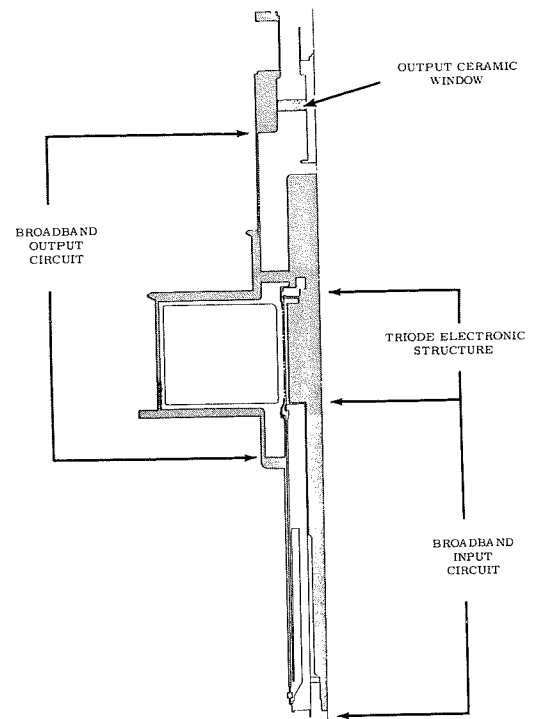 OUTPUT CERAMIC
WINDOW
BROADBAND
OUTPUT
CIRCUIT
TRIODE ELECTRONIC
STRUCTURE
BROADBAND
INPUT
CIRCUIT